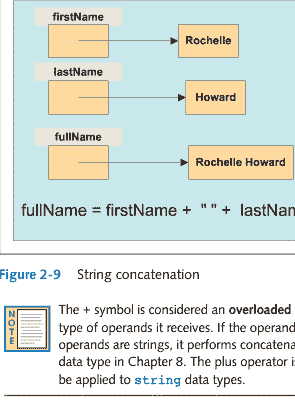 firstName
Rochelle
lastName
Howard
fullName
Rochelle Howard
fullName = firstName + " " + lastNam
Figure 2-9 String concatenation
NOTE
The + symbol is considered an overloaded
type of operands it receives. If the operand
operands are strings, it performs concatena
data type in Chapter 8. The plus operator is
be applied to string data types.